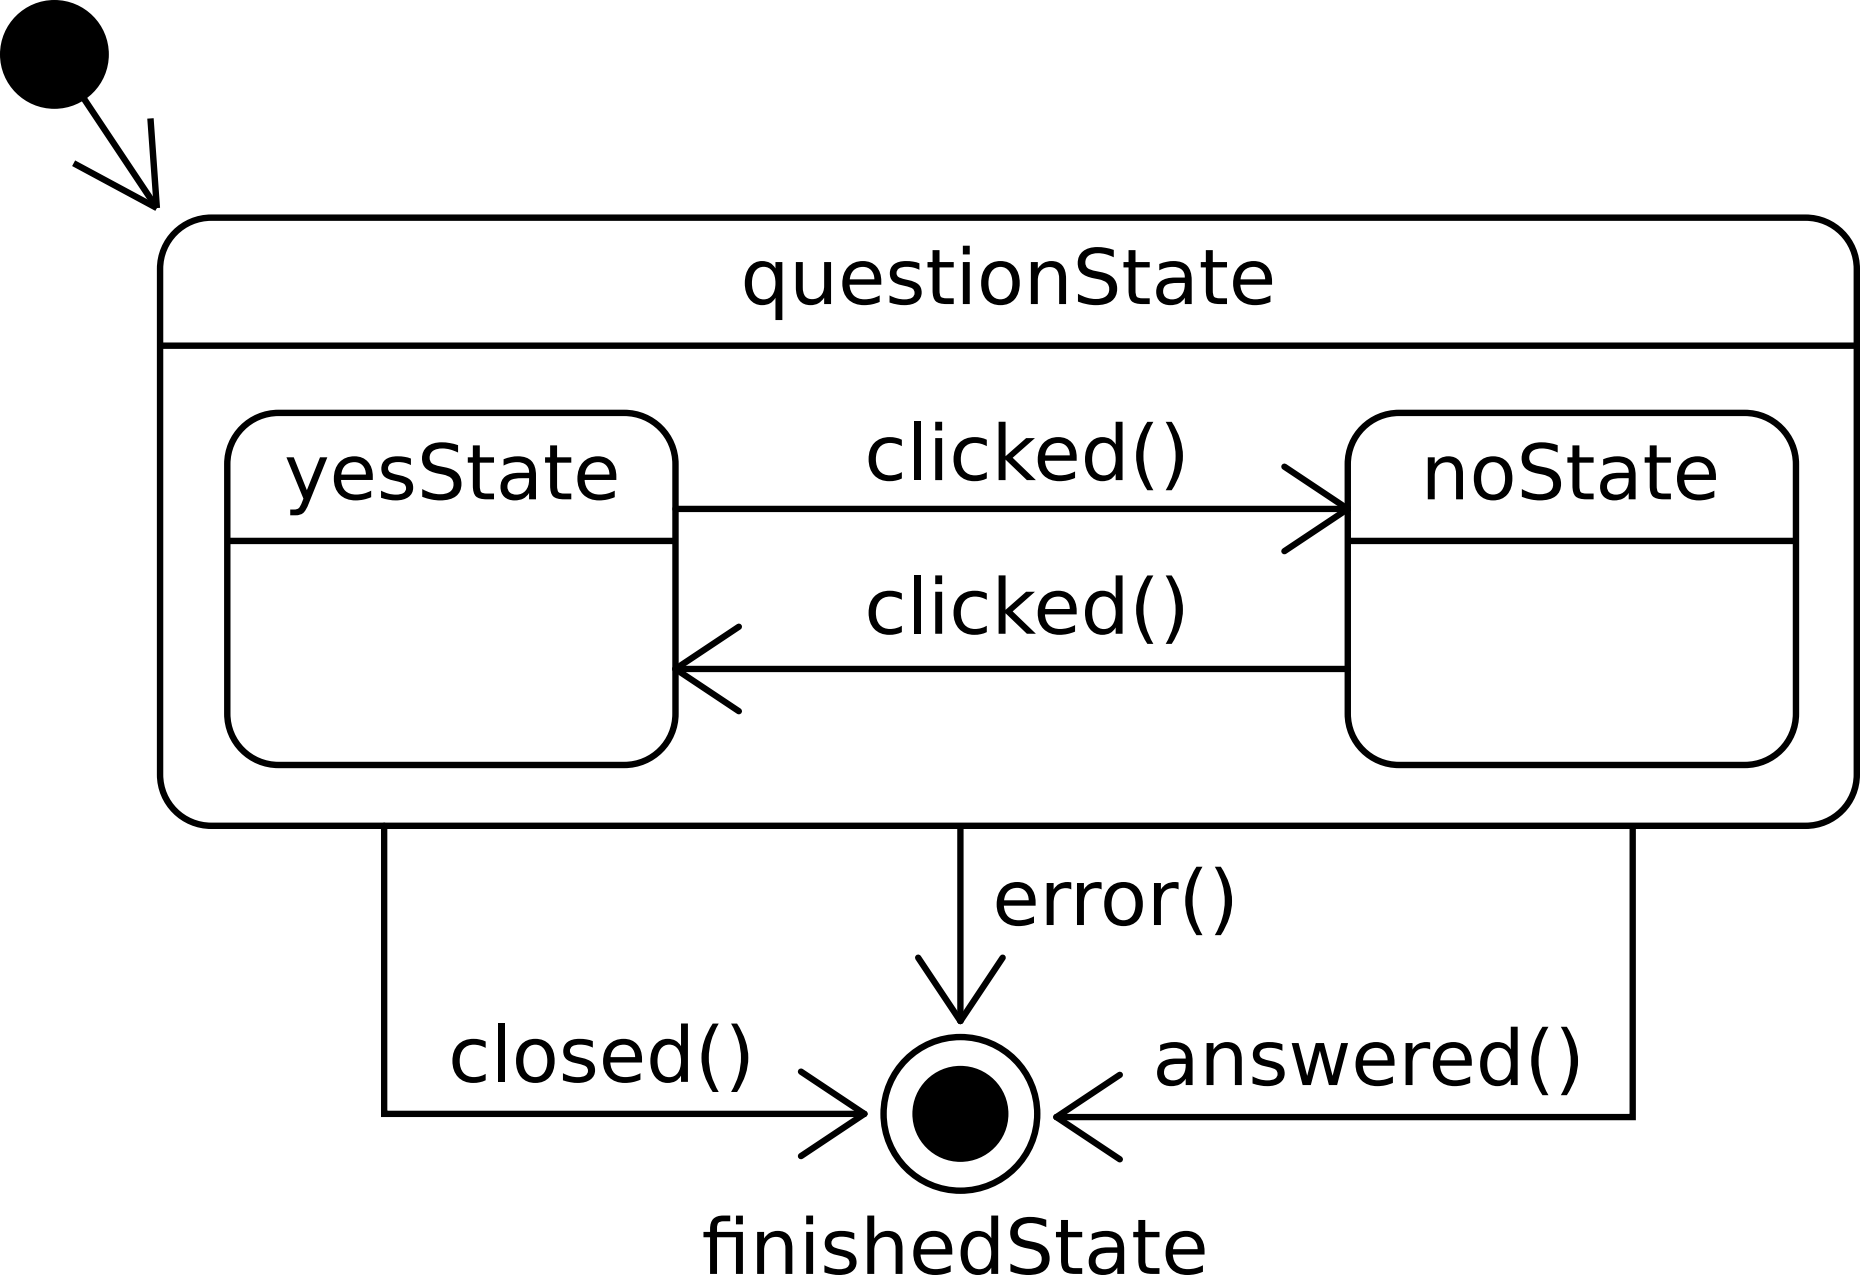 questionState
yesState
clicked()
noState
clicked()
error()
closed()
answered()
finishedState